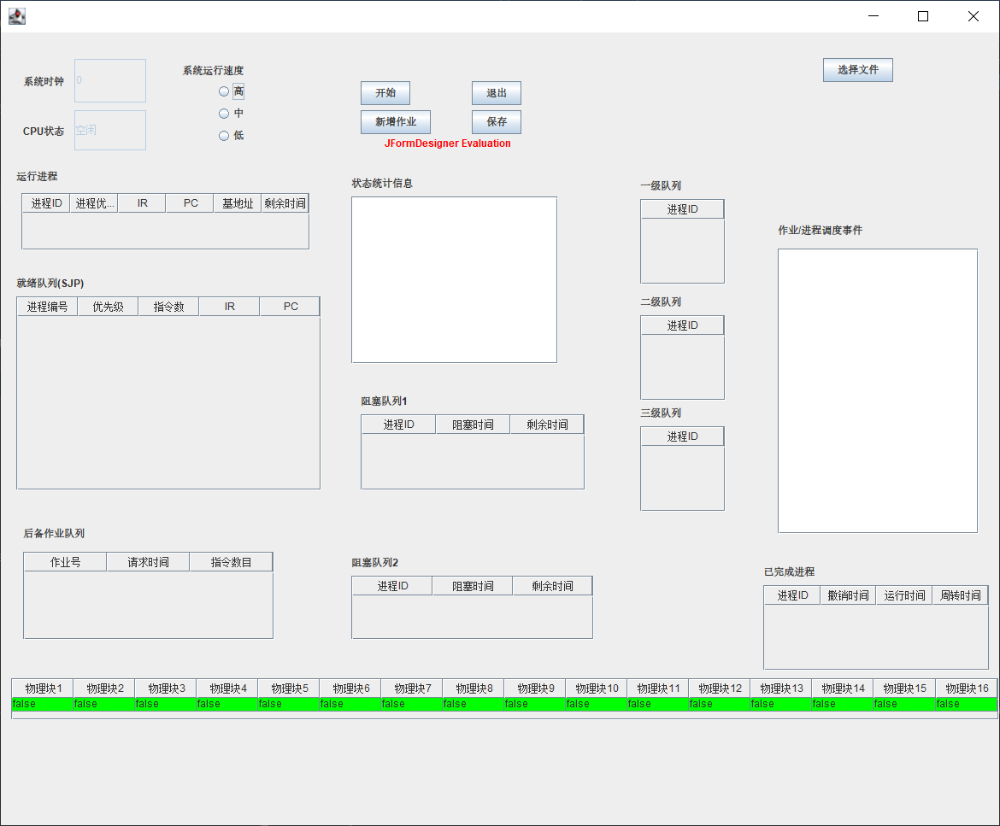 系统时钟
0
CPU状态
空闲
系统运行速度
高
中
低
开始
退出
新增作业
保存
JFormDesigner Evaluation
选择文件
运行进程
进程ID 进程优... IR PC 基地址 剩余时间
就绪队列(SJP)
进程编号 优先级 指令数 IR PC
后备作业队列
作业号 请求时间 指令数目
状态统计信息
阻塞队列1
进程ID 阻塞时间 剩余时间
阻塞队列2
进程ID 阻塞时间 剩余时间
一级队列
进程ID
二级队列
进程ID
三级队列
进程ID
作业/进程调度事件
已完成进程
进程ID 撤销时间 运行时间 周转时间
物理块1 物理块2 物理块3 物理块4 物理块5 物理块6 物理块7 物理块8 物理块9 物理块10 物理块11 物理块12 物理块13 物理块14 物理块15 物理块16
false false false false false false false false false false false false false false false false